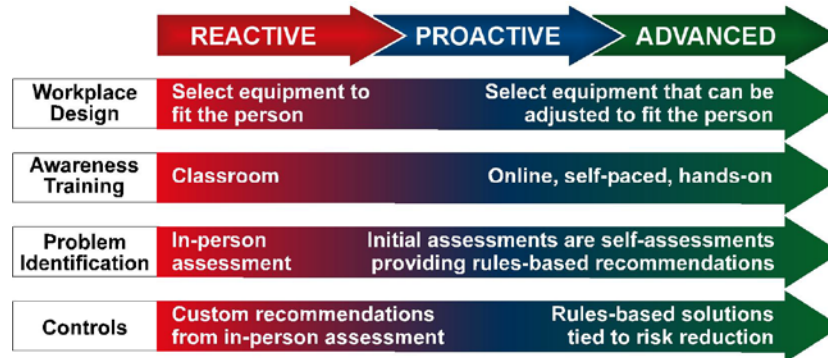 REACTIVE
PROACTIVE
ADVANCED
Workplace
Design
Select equipment to
fit the person
Select equipment that can be
adjusted to fit the person
Awareness
Training
Classroom
Online, self-paced, hands-on
Problem
Identification
In-person
assessment
Initial assessments are self-assessments
providing rules-based recommendations
Controls
Custom recommendations
from in-person assessment
Rules-based solutions
tied to risk reduction